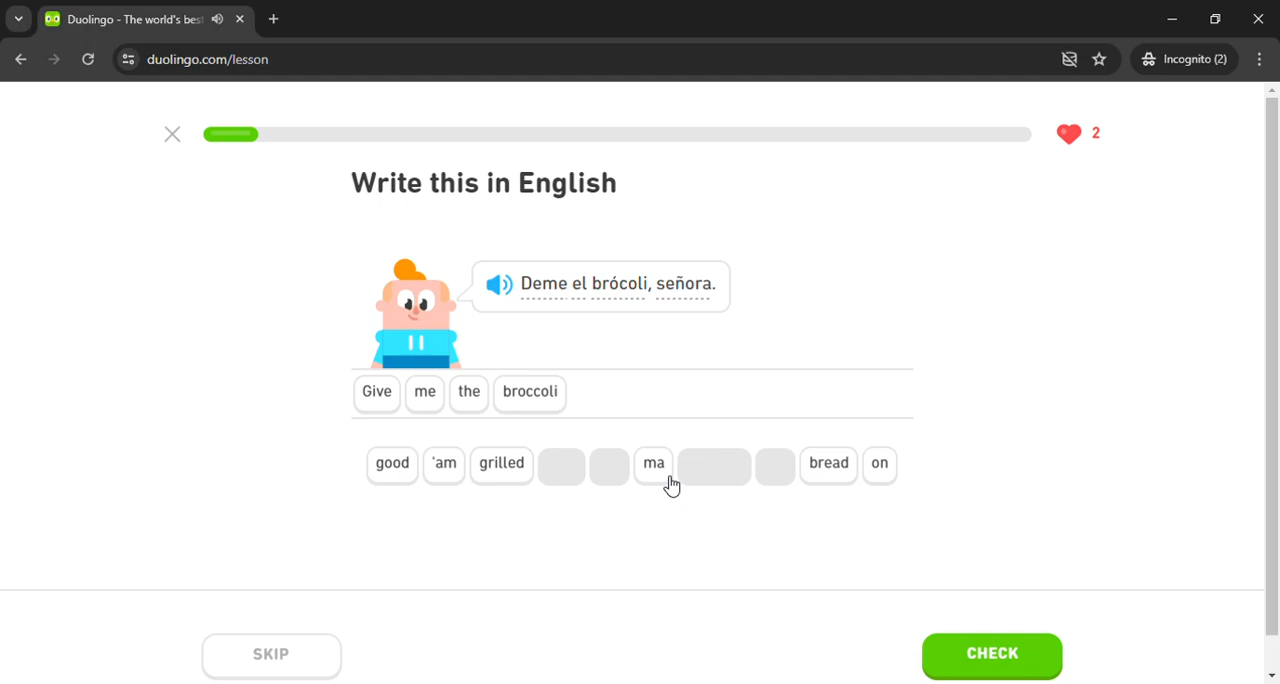 Duolingo - The world's bes
duolingo.com/lesson
Incognito (2)
2
Write this in English
Deme el brócoli, señora.
Give me the broccoli
good 'am grilled ma bread on
SKIP CHECK